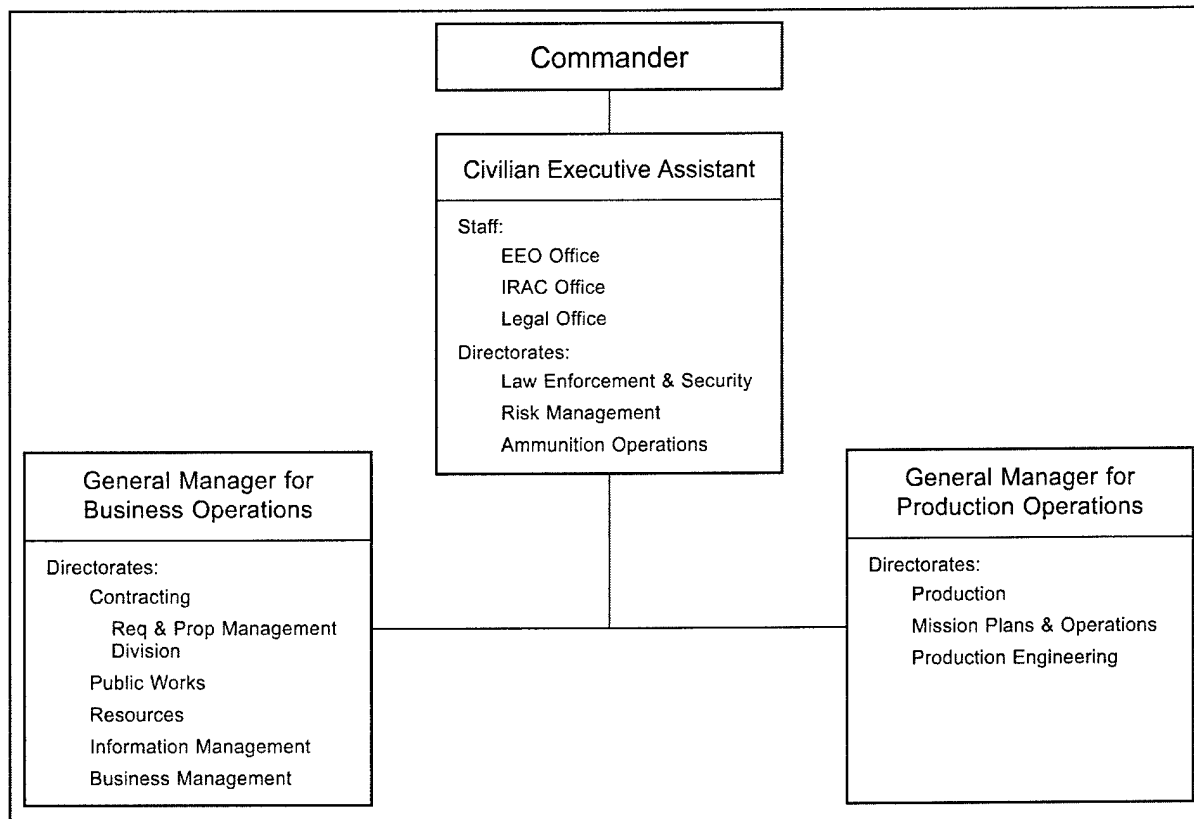 Commander
Civilian Executive Assistant
Staff:
EEO Office
IRAC Office
Legal Office
Directorates:
Law Enforcement & Security
Risk Management
Ammunition Operations
General Manager for
Business Operations
Directorates:
Contracting
Req & Prop Management
Division
Public Works
Resources
Information Management
Business Management
General Manager for
Production Operations
Directorates:
Production
Mission Plans & Operations
Production Engineering